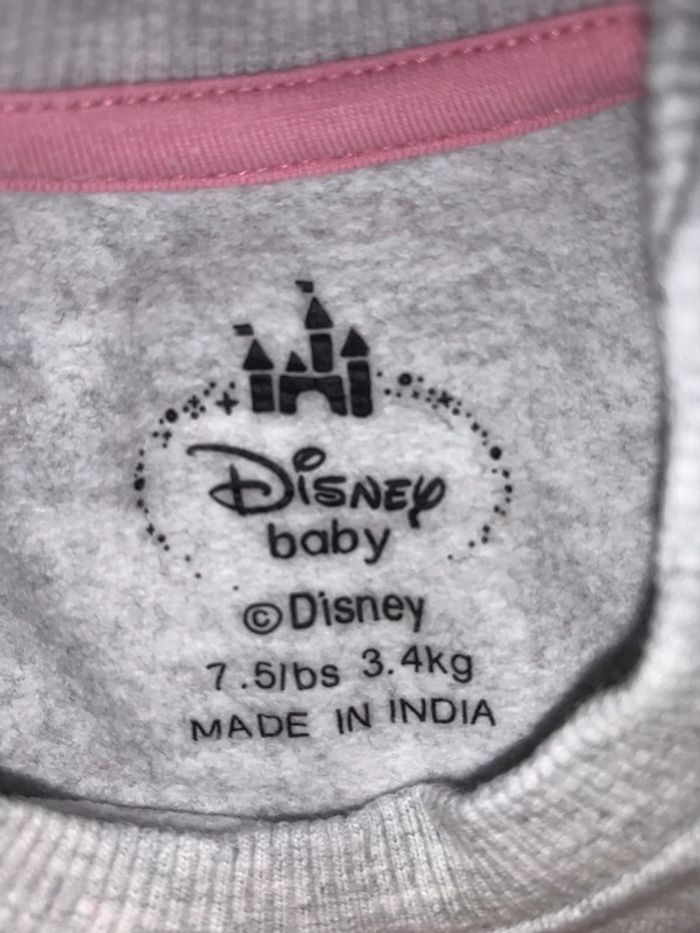 Disney
baby
©Disney
7.5lbs 3.4kg
MADE IN INDIA